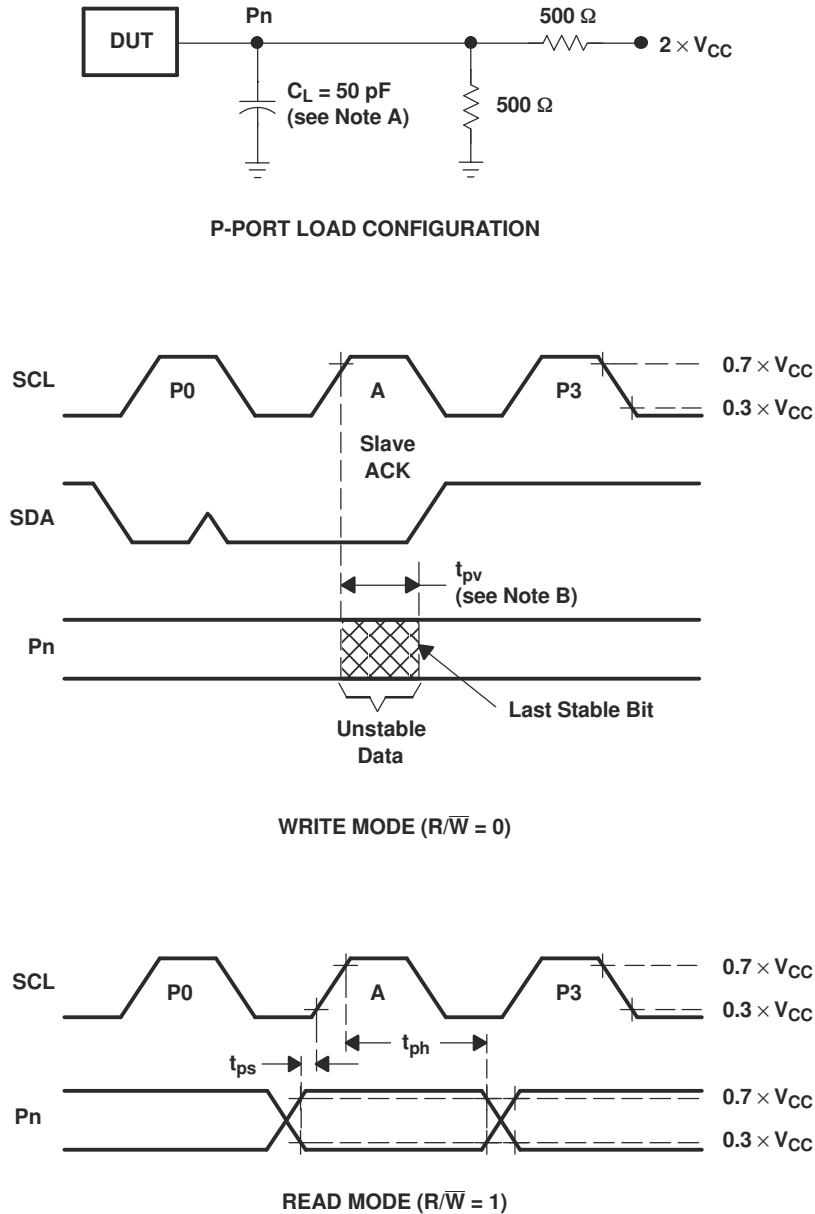 Pn
500 Ω
DUT
2 × VCC
CL = 50 pF
(see Note A)
500 Ω
P-PORT LOAD CONFIGURATION
SCL
P0
A
P3
0.7 × VCC
0.3 × VCC
Slave
ACK
SDA
tpv
(see Note B)
Pn
Unstable
Data
Last Stable Bit
WRITE MODE (R/W̅ = 0)
SCL
P0
A
P3
0.7 × VCC
0.3 × VCC
tps
tph
Pn
0.7 × VCC
0.3 × VCC
READ MODE (R/W̅ = 1)